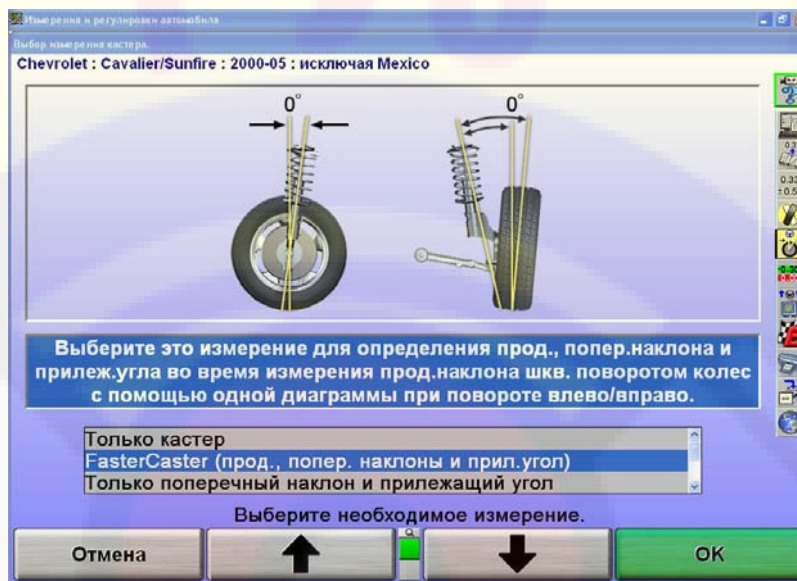 Измерения и регулировки автомобиля
Выбор измерения кастера.
Chevrolet : Cavalier/Sunfire : 2000-05 : исключая Mexico
0° 0°
Выберите это измерение для определения прод., попер.наклона и
прилеж.угла во время измерения прод.наклона шкв. поворотом колес
с помощью одной диаграммы при повороте влево/вправо.
Только кастер
FasterCaster (прод., попер. наклоны и прил.угол)
Только поперечный наклон и прилежащий угол
Выберите необходимое измерение.
Отмена
OK